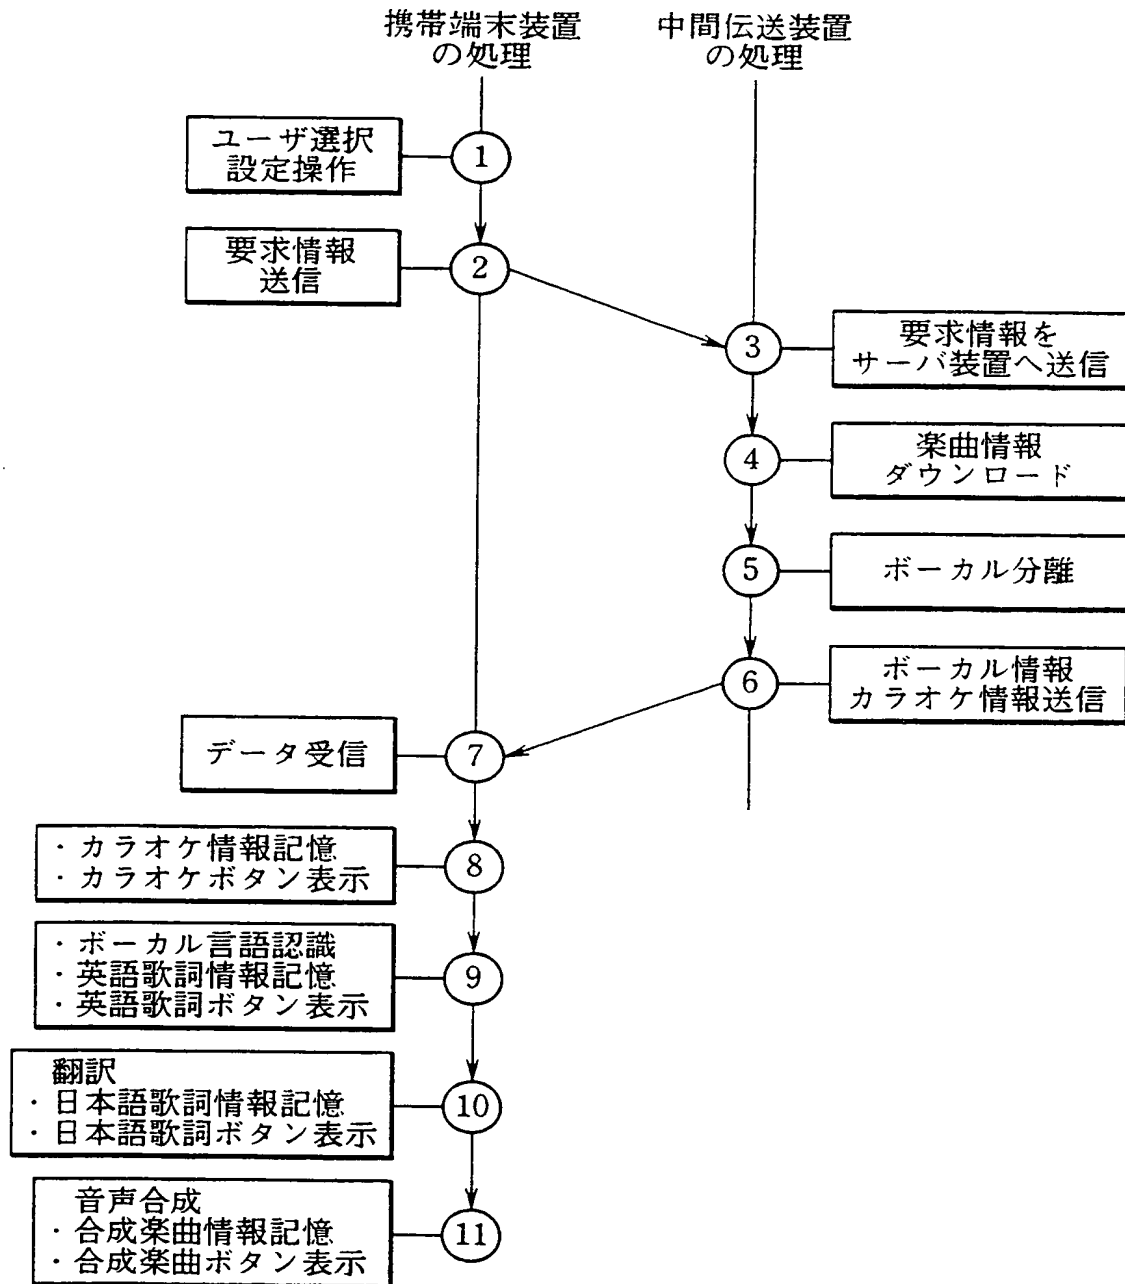 携帯端末装置
の処理
中間伝送装置
の処理
ユーザ選択
設定操作
1
要求情報
送信
2
3
要求情報を
サーバ装置へ送信
4
楽曲情報
ダウンロード
5
ボーカル分離
6
ボーカル情報
カラオケ情報送信
データ受信
7
・カラオケ情報記憶
・カラオケボタン表示
8
・ボーカル言語認識
・英語歌詞情報記憶
・英語歌詞ボタン表示
9
翻訳
・日本語歌詞情報記憶
・日本語歌詞ボタン表示
10
音声合成
・合成楽曲情報記憶
・合成楽曲ボタン表示
11